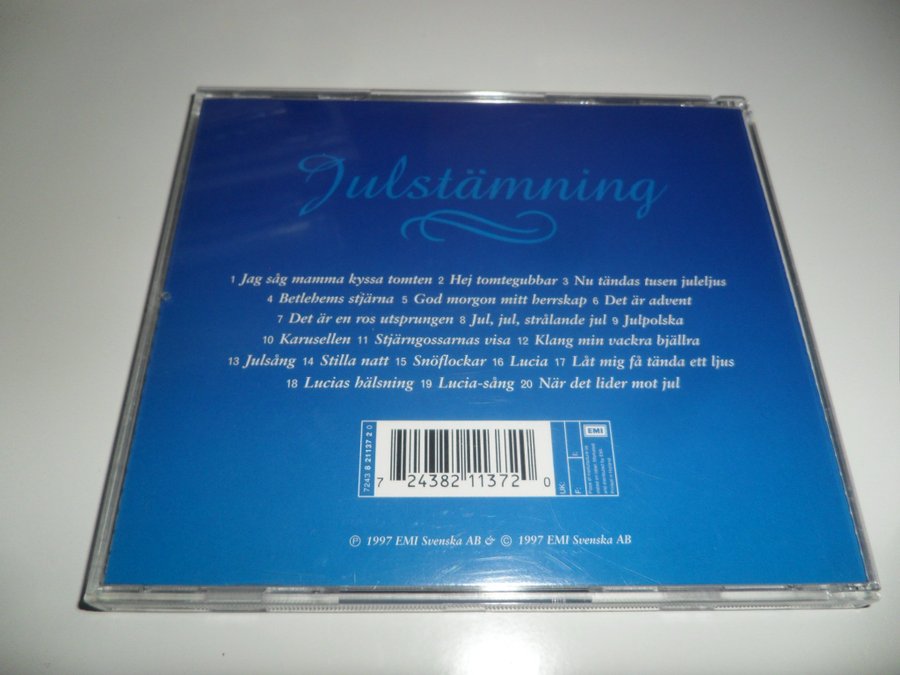 Julstämning
1 Jag såg mamma kyssa tomten 2 Hej tomtegubbar 3 Nu tändas tusen juleljus
4 Betlehems stjärna 5 God morgon mitt herrskap 6 Det är advent
7 Det är en ros utsprungen 8 Jul, jul, strålande jul 9 Julpolska
10 Karusellen 11 Stjärngossarnas visa 12 Klang min vackra bjällra
13 Julsång 14 Stilla natt 15 Snöflockar 16 Lucia 17 Låt mig få tända ett ljus
18 Lucias hälsning 19 Lucia-sång 20 När det lider mot jul
7243 8 21137 2 0
7 24382 11372 0
UK:
F:
EMI
℗ 1997 EMI Svenska AB & © 1997 EMI Svenska AB